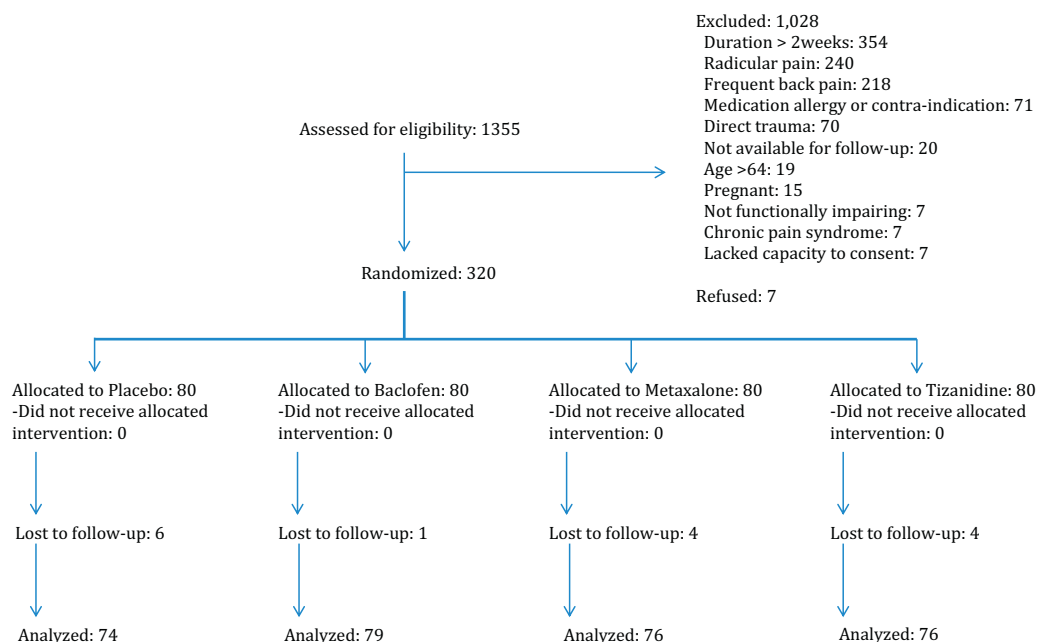 Excluded: 1,028
Duration > 2weeks: 354
Radicular pain: 240
Frequent back pain: 218
Medication allergy or contra-indication: 71
Direct trauma: 70
Not available for follow-up: 20
Age >64: 19
Pregnant: 15
Not functionally impairing: 7
Chronic pain syndrome: 7
Lacked capacity to consent: 7
Refused: 7
Assessed for eligibility: 1355
Randomized: 320
Allocated to Placebo: 80
-Did not receive allocated
intervention: 0
Allocated to Baclofen: 80
-Did not receive allocated
intervention: 0
Allocated to Metaxalone: 80
-Did not receive allocated
intervention: 0
Allocated to Tizanidine: 80
-Did not receive allocated
intervention: 0
Lost to follow-up: 6
Lost to follow-up: 1
Lost to follow-up: 4
Lost to follow-up: 4
Analyzed: 74
Analyzed: 79
Analyzed: 76
Analyzed: 76